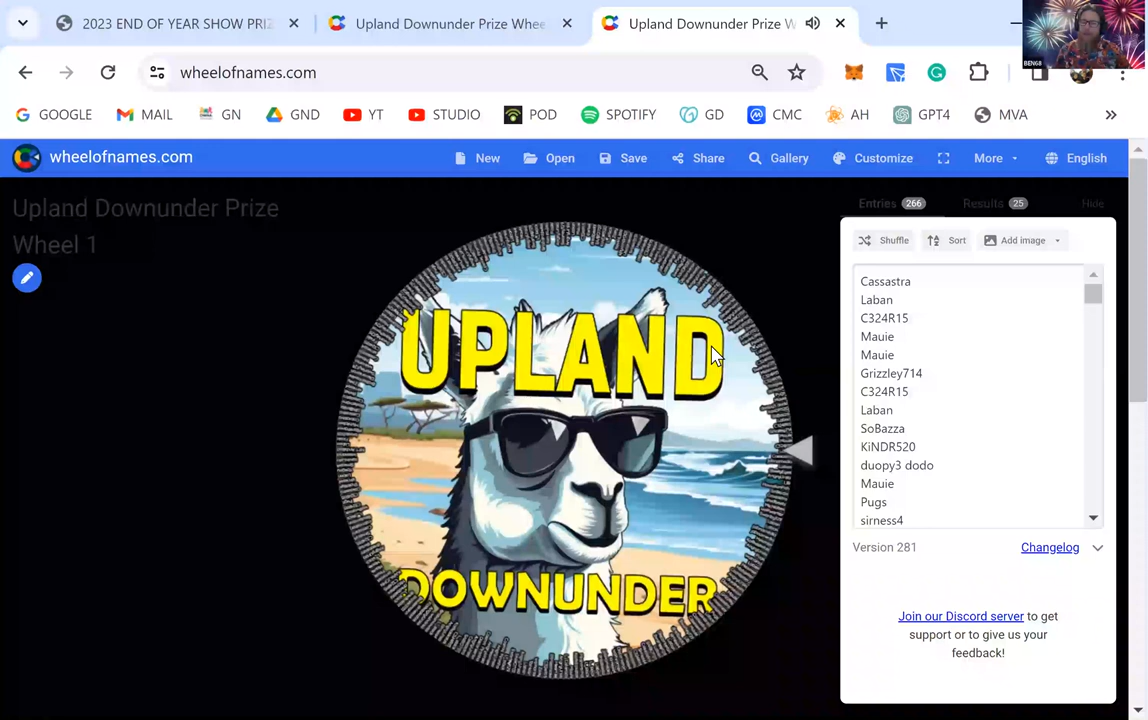 2023 END OF YEAR SHOW PRIZ
Upland Downunder Prize Whee
Upland Downunder Prize W
BEN68
wheelofnames.com
GOOGLE
MAIL
GN
GND
YT
STUDIO
POD
SPOTIFY
GD
CMC
AH
GPT4
MVA
wheelofnames.com
New
Open
Save
Share
Gallery
Customize
More
English
Upland Downunder Prize
Wheel 1
Entries 266
Results 25
Hide
Shuffle
Sort
Add image
Cassastra
Laban
C324R15
Mauie
Mauie
Grizzley714
C324R15
Laban
SoBazza
KiNDR520
duopy3 dodo
Mauie
Pugs
sirness4
Version 281
Changelog
Join our Discord server to get
support or to give us your
feedback!
UPLAND
DOWNUNDER